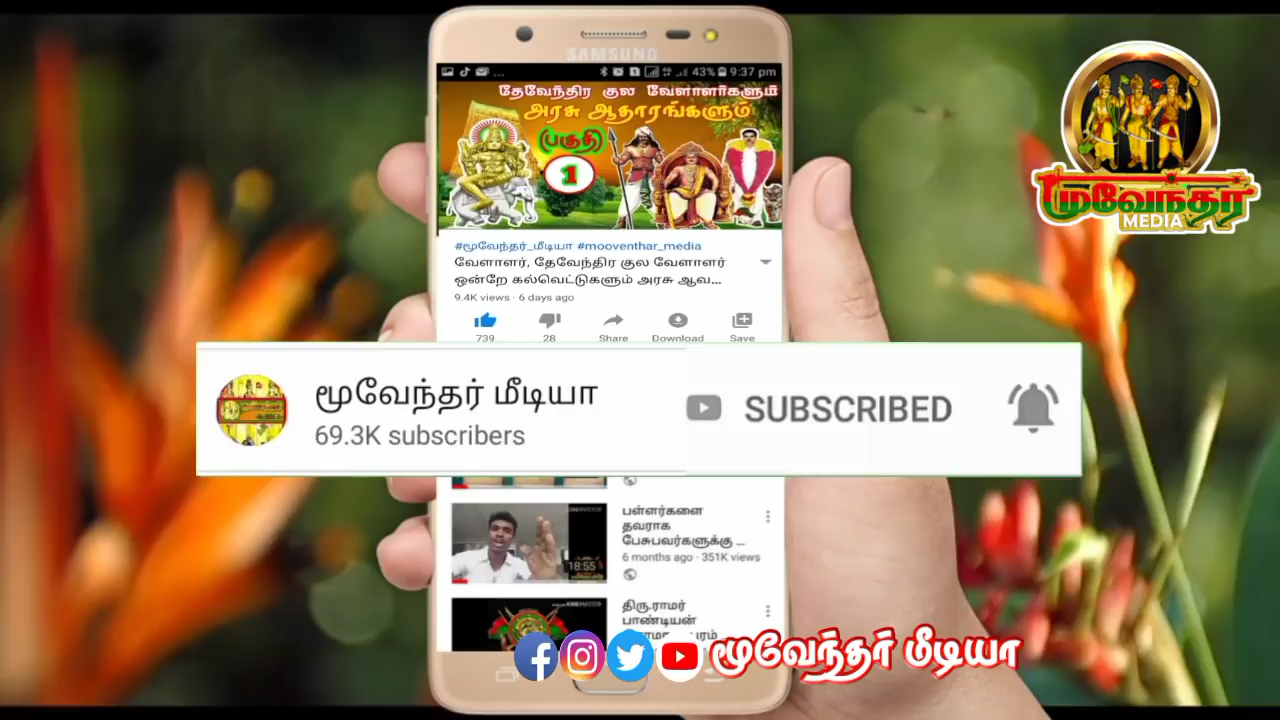 SAMSUNG
43% 9:37 pm
தேவேந்திர குல வேளாளர்களும்
அரசு ஆதாரங்களும்
(பகுதி)
1
#மூவேந்தர்_மீடியா #mooventhar_media
வேளாளர், தேவேந்திர குல வேளாளர்
ஒன்றே கல்வெட்டுகளும் அரசு ஆவ...
9.4K views · 6 days ago
739 28 Share Download Save
மூவேந்தர் மீடியா
69.3K subscribers
SUBSCRIBED
பள்ளர்களை
தவராக
பேசுபவர்களுக்கு ...
6 months ago · 351K views
18:55
திரு.ராமர்
பாண்டியன்
மூவேந்தர் மீடியா
மூவேந்தர்
MEDIA